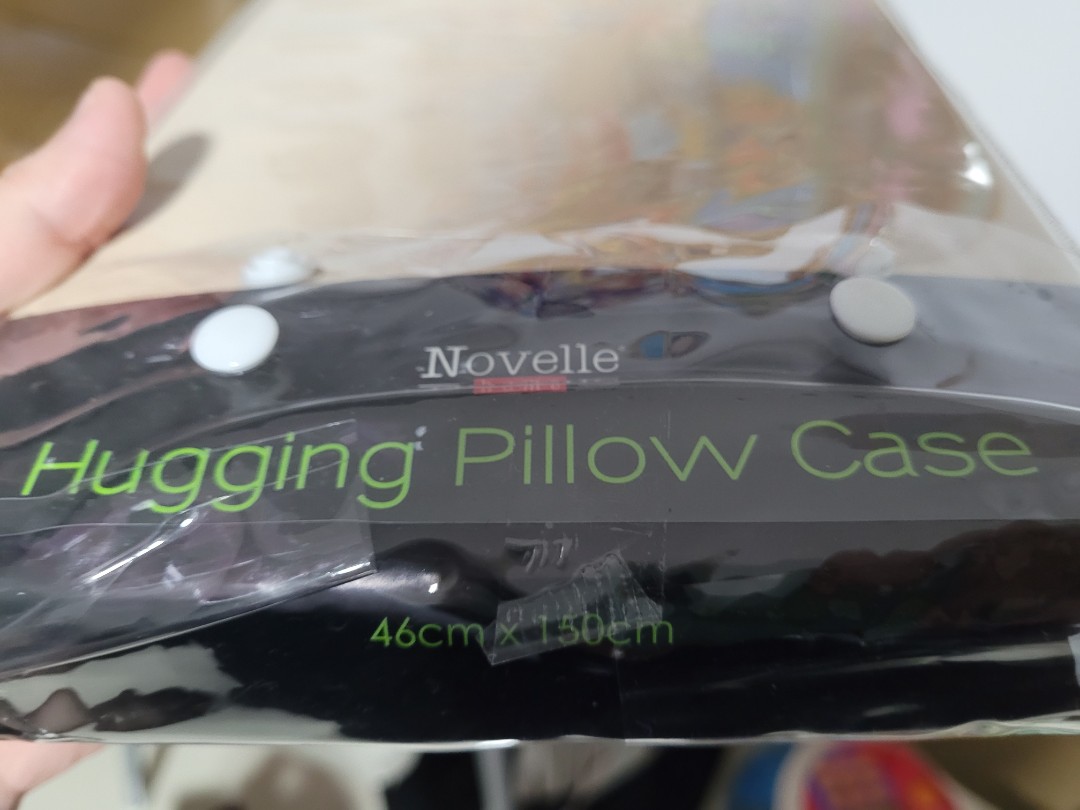 Novelle
Hugging Pillow Case
46cm x 150cm